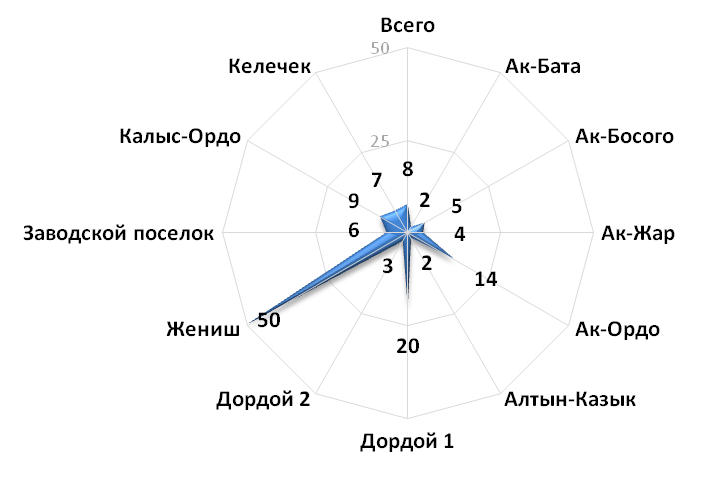 Всего
50
Келечек
Ак-Бата
Калыс-Ордо
25
Ак-Босого
8
7
2
9
5
Заводской поселок
6
4
Ак-Жар
3
2
14
Жениш
50
Ак-Ордо
20
Дордой 2
Алтын-Казык
Дордой 1